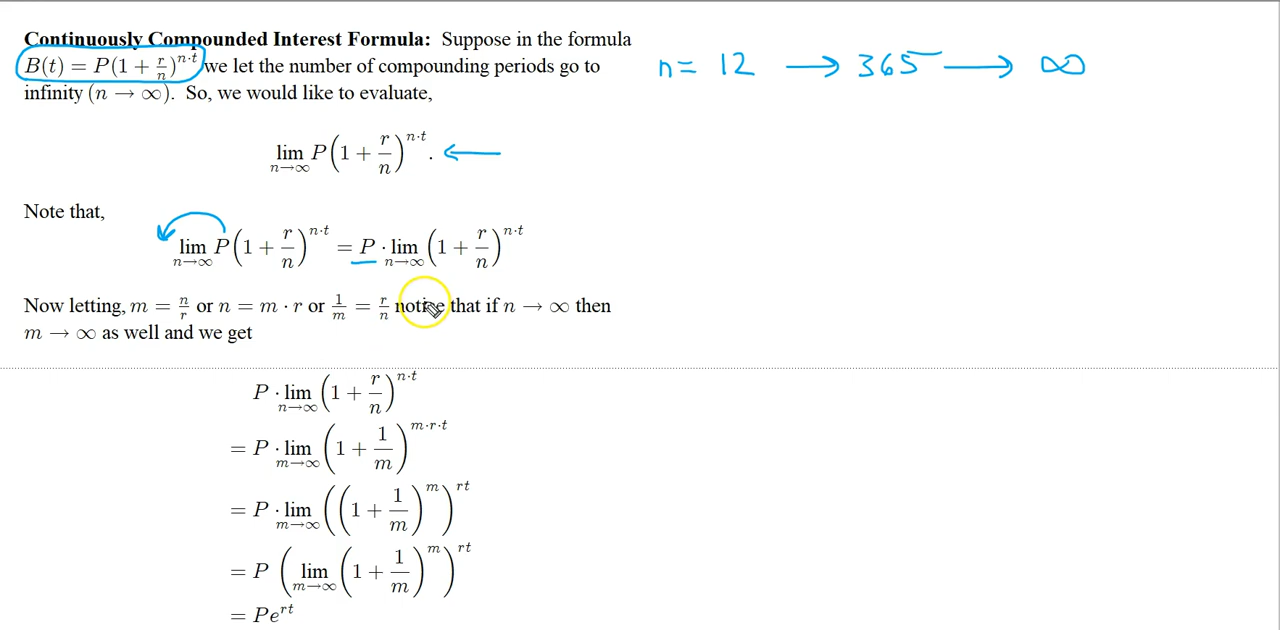 Continuously Compounded Interest Formula: Suppose in the formula
B(t) = P(1 + r/n)^{n·t} we let the number of compounding periods go to
n = 12 → 365 → ∞
infinity (n → ∞). So, we would like to evaluate,
lim_{n→∞} P(1 + r/n)^{n·t}. ←
Note that,
lim_{n→∞} P(1 + r/n)^{n·t} = P · lim_{n→∞} (1 + r/n)^{n·t}
Now letting, m = n/r or n = m · r or 1/m = r/n notice that if n → ∞ then
m → ∞ as well and we get
P · lim_{n→∞} (1 + r/n)^{n·t}
= P · lim_{m→∞} (1 + 1/m)^{m·r·t}
= P · lim_{m→∞} ((1 + 1/m)^m)^{rt}
= P (lim_{m→∞} (1 + 1/m)^m)^{rt}
= Pe^{rt}